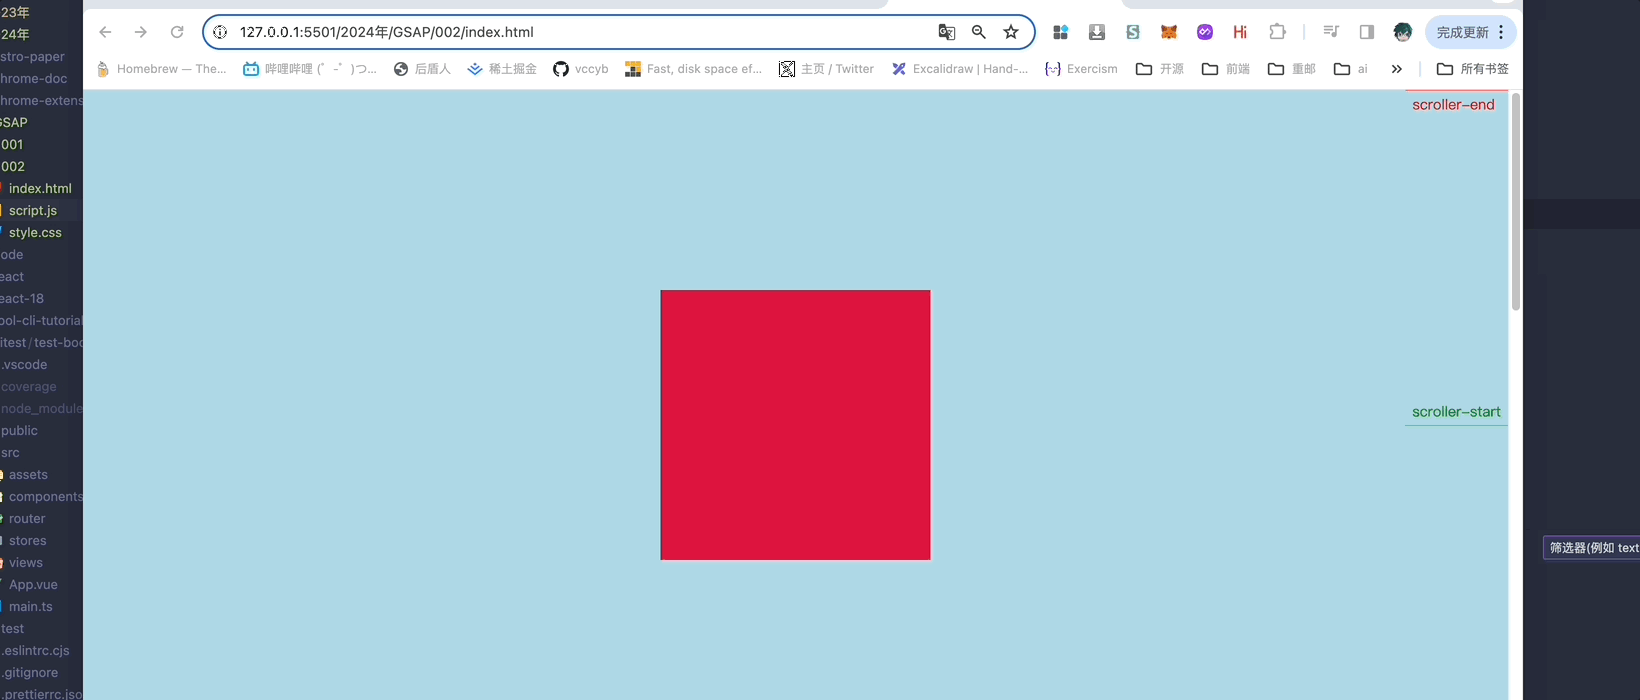 127.0.0.1:5501/2024年/GSAP/002/index.html
Hi
完成更新
Homebrew — The...
哔哩哔哩 (゜-゜)つ...
后盾人
稀土掘金
vccyb
Fast, disk space ef...
主页 / Twitter
Excalidraw | Hand-...
Exercism
开源
前端
重邮
ai
»
所有书签
23年
24年
stro-paper
hrome-doc
hrome-extens
GSAP
001
002
index.html
script.js
style.css
ode
eact
eact-18
ool-cli-tutorial
itest/test-boo
.vscode
coverage
node_module
public
src
assets
components
router
stores
views
App.vue
main.ts
test
.eslintrc.cjs
.gitignore
.prettierrc.jso
scroller-end
scroller-start
筛选器(例如 text